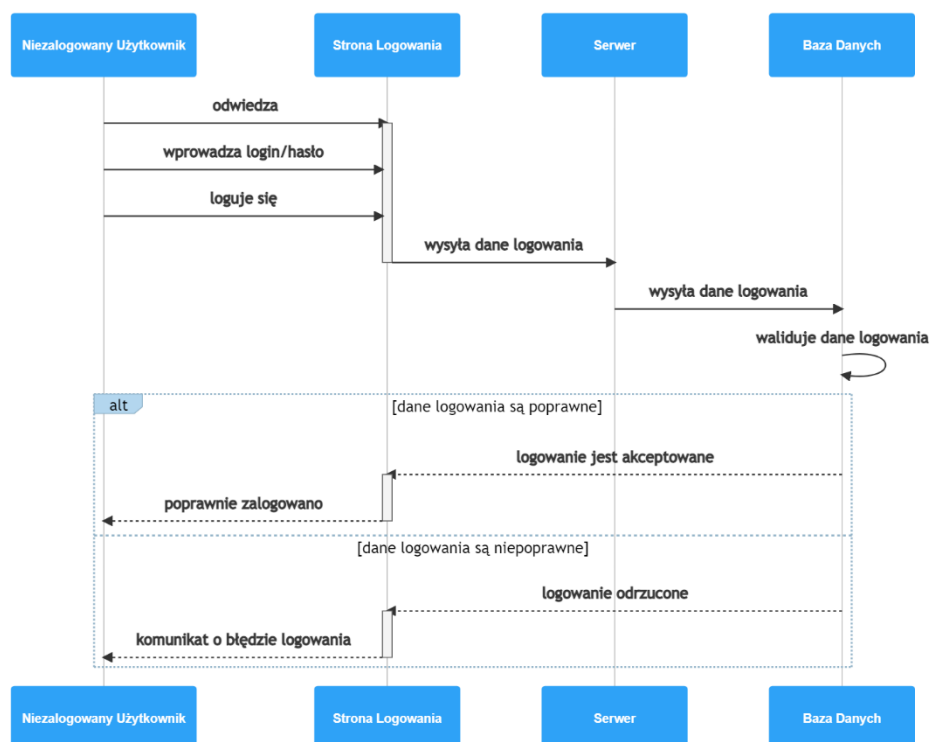 Niezalogowany Użytkownik
Strona Logowania
Serwer
Baza Danych
odwiedza
wprowadza login/hasło
loguje się
wysyła dane logowania
wysyła dane logowania
waliduje dane logowania
alt
[dane logowania są poprawne]
logowanie jest akceptowane
poprawnie zalogowano
[dane logowania są niepoprawne]
logowanie odrzucone
komunikat o błędzie logowania
Niezalogowany Użytkownik
Strona Logowania
Serwer
Baza Danych